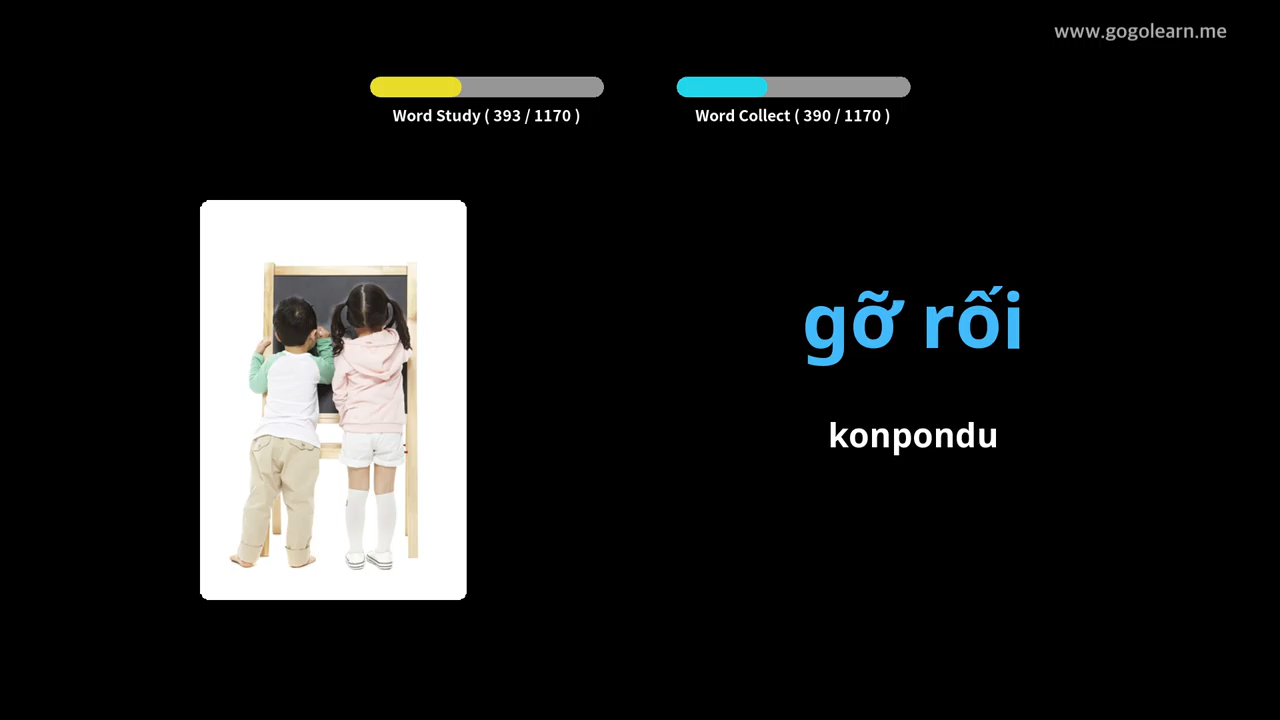 www.gogolearn.me
Word Study ( 393 / 1170 )
Word Collect ( 390 / 1170 )
gỡ rối
konpondu